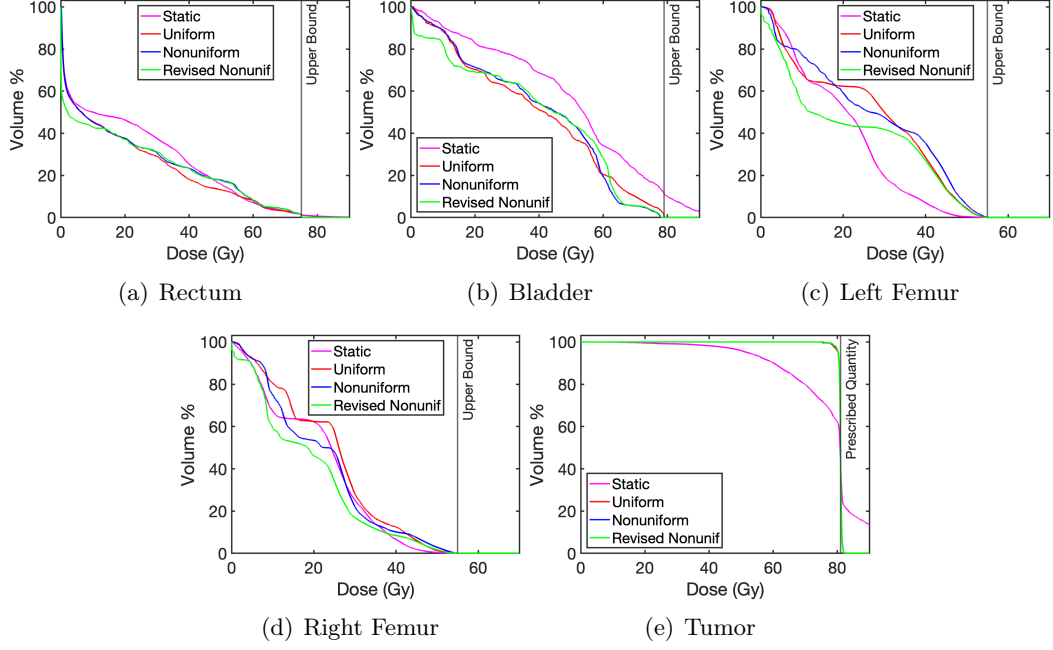 100
80
60
40
20
0
Volume %
0 20 40 60 80
Dose (Gy)
Static
Uniform
Nonuniform
Revised Nonunif
Upper Bound
(a) Rectum
100
80
60
40
20
0
Volume %
0 20 40 60 80
Dose (Gy)
Static
Uniform
Nonuniform
Revised Nonunif
Upper Bound
(b) Bladder
100
80
60
40
20
0
Volume %
0 20 40 60
Dose (Gy)
Static
Uniform
Nonuniform
Revised Nonunif
Upper Bound
(c) Left Femur
100
80
60
40
20
0
Volume %
0 20 40 60
Dose (Gy)
Static
Uniform
Nonuniform
Revised Nonunif
Upper Bound
(d) Right Femur
100
80
60
40
20
0
Volume %
0 20 40 60 80
Dose (Gy)
Static
Uniform
Nonuniform
Revised Nonunif
Prescribed Quantity
(e) Tumor